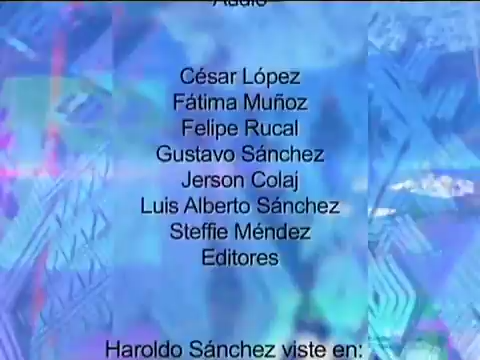 Audio
César López
Fátima Muñoz
Felipe Rucal
Gustavo Sánchez
Jerson Colaj
Luis Alberto Sánchez
Steffie Méndez
Editores
Haroldo Sánchez viste en: